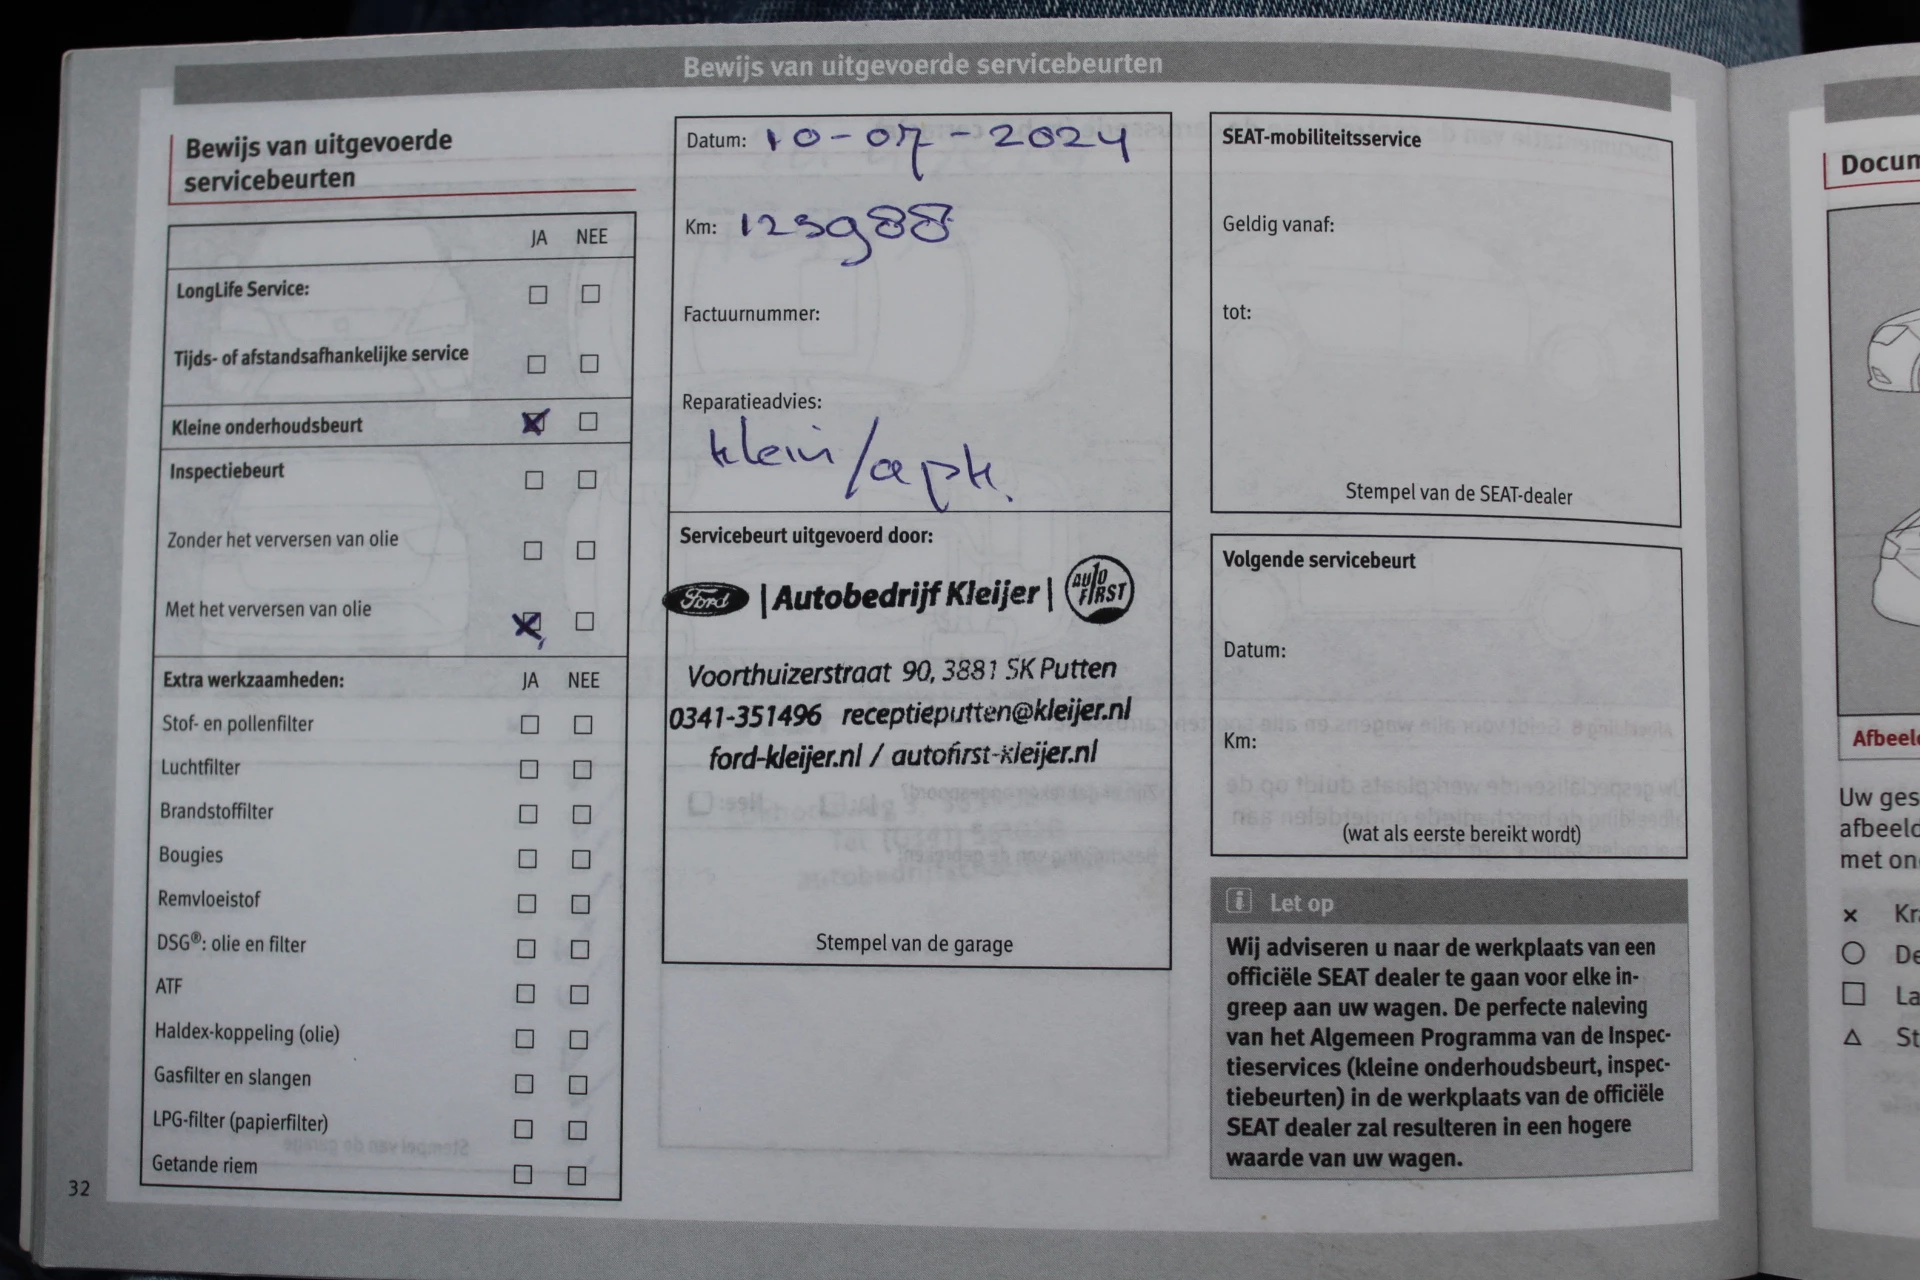 Bewijs van uitgevoerde servicebeurten
Bewijs van uitgevoerde
servicebeurten
JA NEE
LongLife Service:
Tijds- of afstandsafhankelijke service
Kleine onderhoudsbeurt
Inspectiebeurt
Zonder het verversen van olie
Met het verversen van olie
Extra werkzaamheden: JA NEE
Stof- en pollenfilter
Luchtfilter
Brandstoffilter
Bougies
Remvloeistof
DSG®: olie en filter
ATF
Haldex-koppeling (olie)
Gasfilter en slangen
LPG-filter (papierfilter)
Getande riem
32
Datum: 10-07-2024
Km: 123988
Factuurnummer:
Reparatieadvies:
klein/apk.
Servicebeurt uitgevoerd door:
Ford | Autobedrijf Kleijer | AUTO FIRST
Voorthuizerstraat 90, 3881 SK Putten
0341-351496 receptieputten@kleijer.nl
ford-kleijer.nl / autofirst-kleijer.nl
Stempel van de garage
SEAT-mobiliteitsservice
Geldig vanaf:
tot:
Stempel van de SEAT-dealer
Volgende servicebeurt
Datum:
Km:
(wat als eerste bereikt wordt)
i Let op
Wij adviseren u naar de werkplaats van een
officiële SEAT dealer te gaan voor elke in-
greep aan uw wagen. De perfecte naleving
van het Algemeen Programma van de Inspec-
tieservices (kleine onderhoudsbeurt, inspec-
tiebeurten) in de werkplaats van de officiële
SEAT dealer zal resulteren in een hogere
waarde van uw wagen.
Docum
Afbeel
Uw ges
afbeeld
met on
Kr
De
La
St